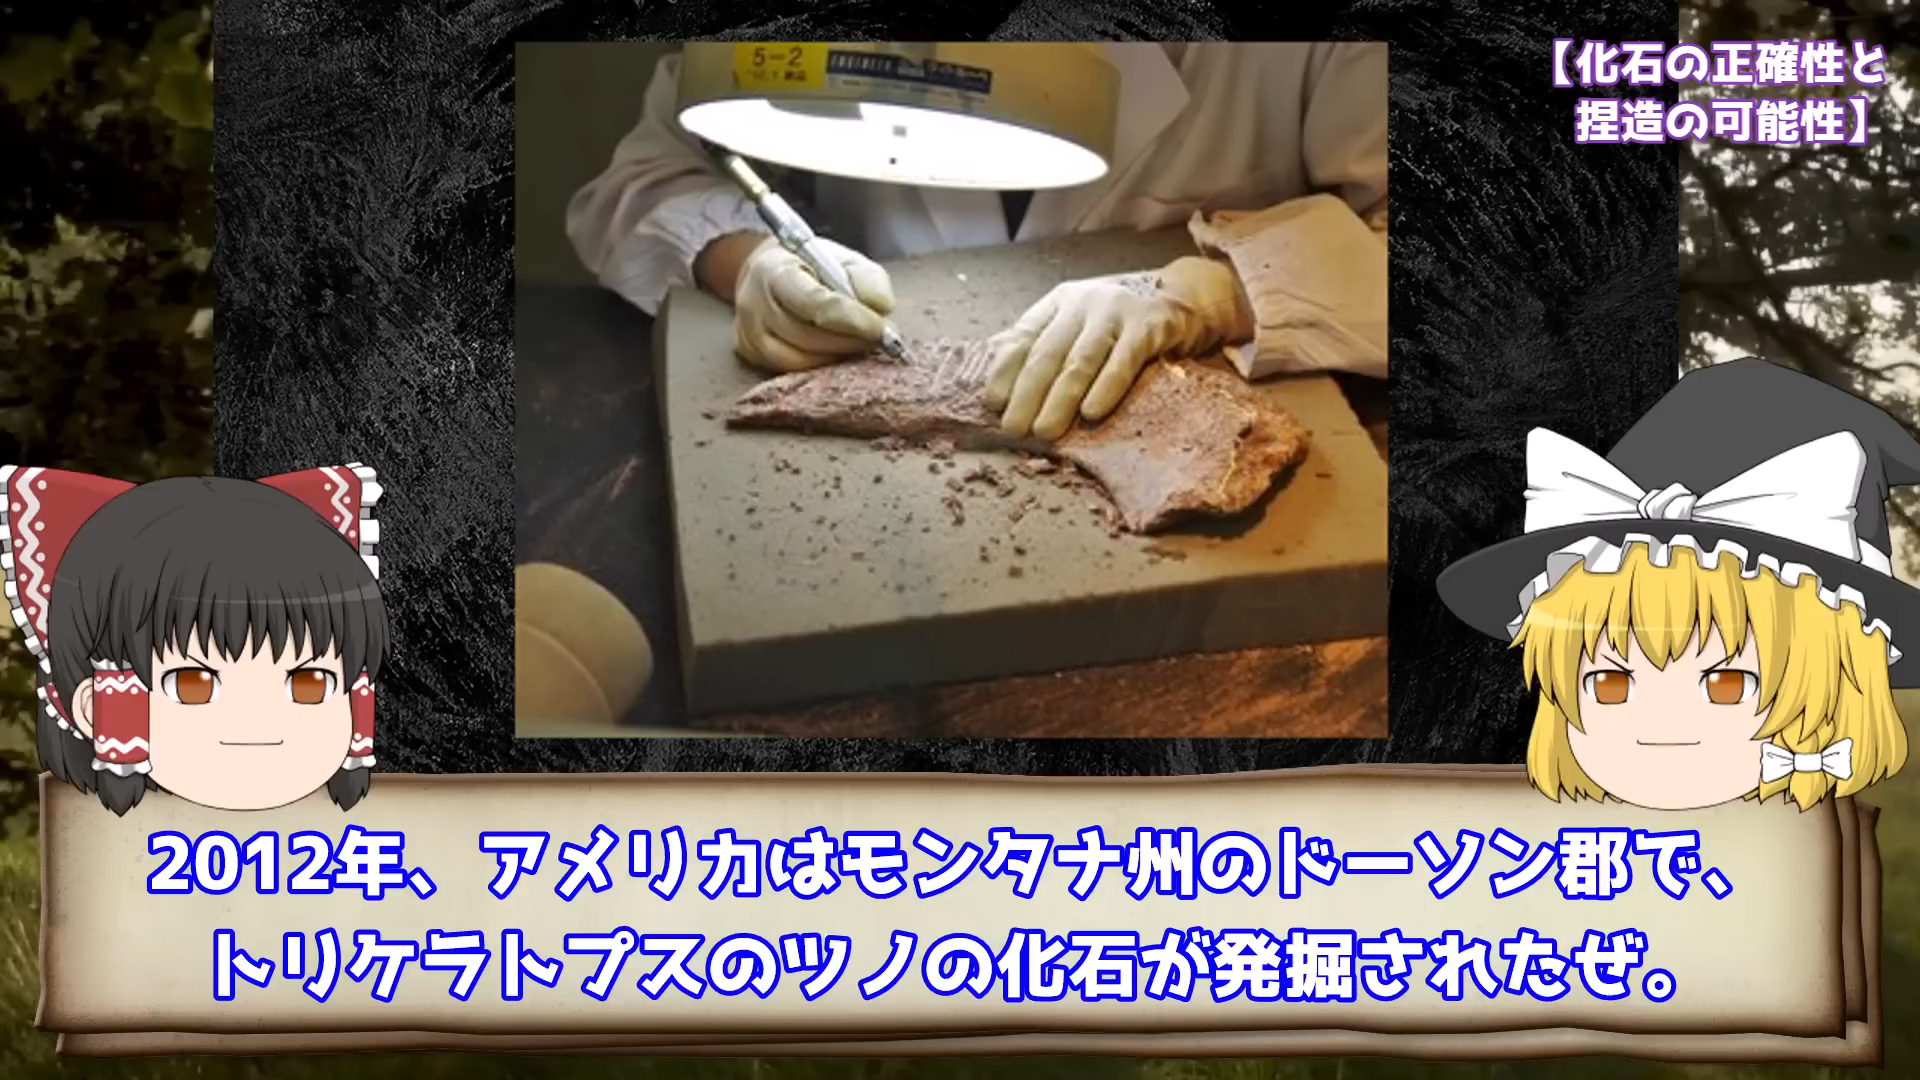 【化石の正確性と
捏造の可能性】
5-2
ENGINEER
2012年、アメリカはモンタナ州のドーソン郡で、
トリケラトプスのツノの化石が発掘されたぜ。